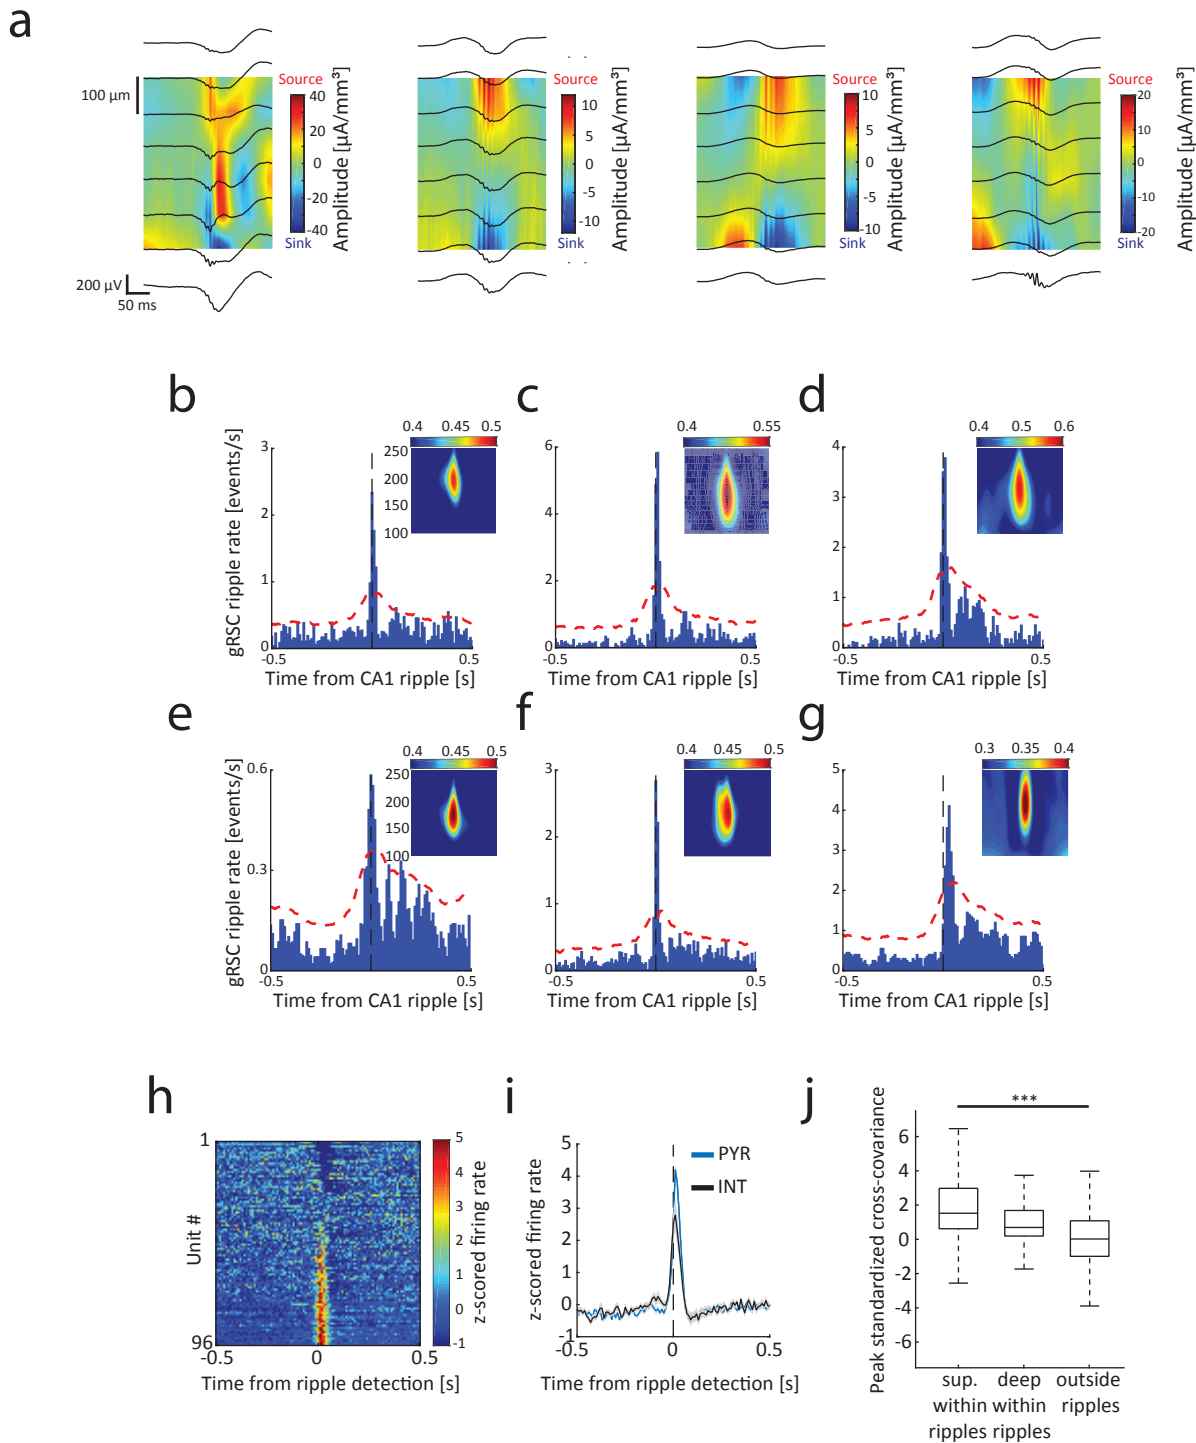 a
100 µm
200 µV
50 ms
Source
40
20
0
-20
-40
Sink
Amplitude [µA/mm³]
Source
10
5
0
-5
-10
Sink
Amplitude [µA/mm³]
Source
10
5
0
-5
-10
Sink
Amplitude [µA/mm³]
Source
20
10
0
-10
-20
Sink
Amplitude [µA/mm³]
b
0.4 0.45 0.5
250
200
150
100
3
2
1
0
-0.5 0.5
gRSC ripple rate [events/s]
Time from CA1 ripple [s]
c
0.4 0.55
6
4
2
0
-0.5 0.5
Time from CA1 ripple [s]
d
0.4 0.5 0.6
4
3
2
1
0
-0.5 0.5
Time from CA1 ripple [s]
e
0.4 0.45 0.5
250
200
150
100
0.6
0.3
0
-0.5 0.5
gRSC ripple rate [events/s]
Time from CA1 ripple [s]
f
0.4 0.45 0.5
3
2
1
0
-0.5 0.5
Time from CA1 ripple [s]
g
0.3 0.35 0.4
5
4
3
2
1
0
-0.5 0.5
Time from CA1 ripple [s]
h
1
Unit #
96
-0.5 0 0.5
Time from ripple detection [s]
5
4
3
2
1
0
-1
z-scored firing rate
i
5
4
3
2
1
0
-1
z-scored firing rate
PYR
INT
-0.5 0 0.5
Time from ripple detection [s]
j
***
6
4
2
0
-2
-4
-6
Peak standardized cross-covariance
sup. deep outside
within within ripples
ripples ripples